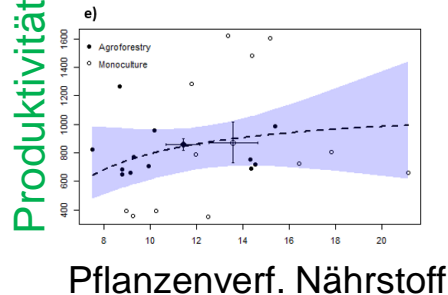 e)
Agroforestry
Monoculture
Produktivität
1600
1400
1200
1000
800
600
400
8 10 12 14 16 18 20
Pflanzenverf. Nährstoff